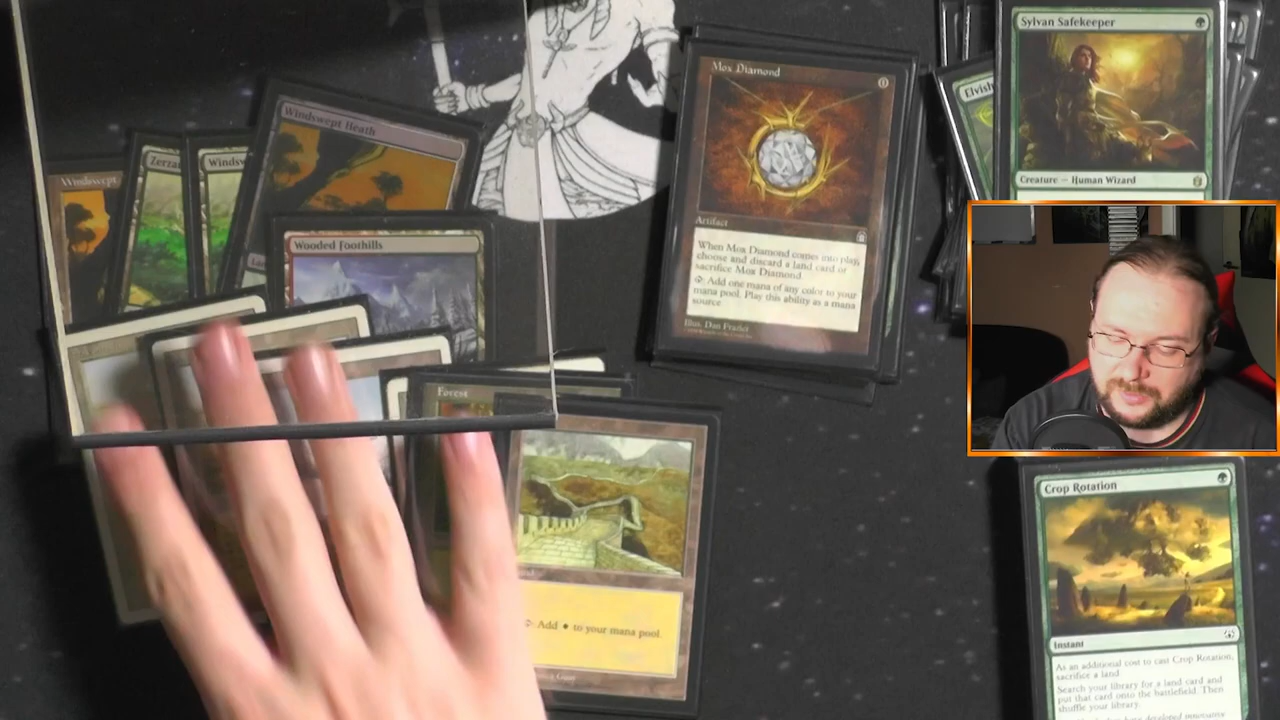 Windswept
Zerza
Winds
Windswept Heath
Wooded Foothills
Forest
: Add to your mana pool.
Mox Diamond
0
Artifact
When Mox Diamond comes into play,
choose and discard a land card or
sacrifice Mox Diamond
: Add one mana of any color to your
mana pool. Play this ability as a mana
source
Illus. Dan Frazier
Elvish
Sylvan Safekeeper
Creature — Human Wizard
Crop Rotation
Instant
As an additional cost to cast Crop Rotation,
sacrifice a land
Search your library for a land card and
put that card onto the battlefield. Then
shuffle your library.
developed innovative